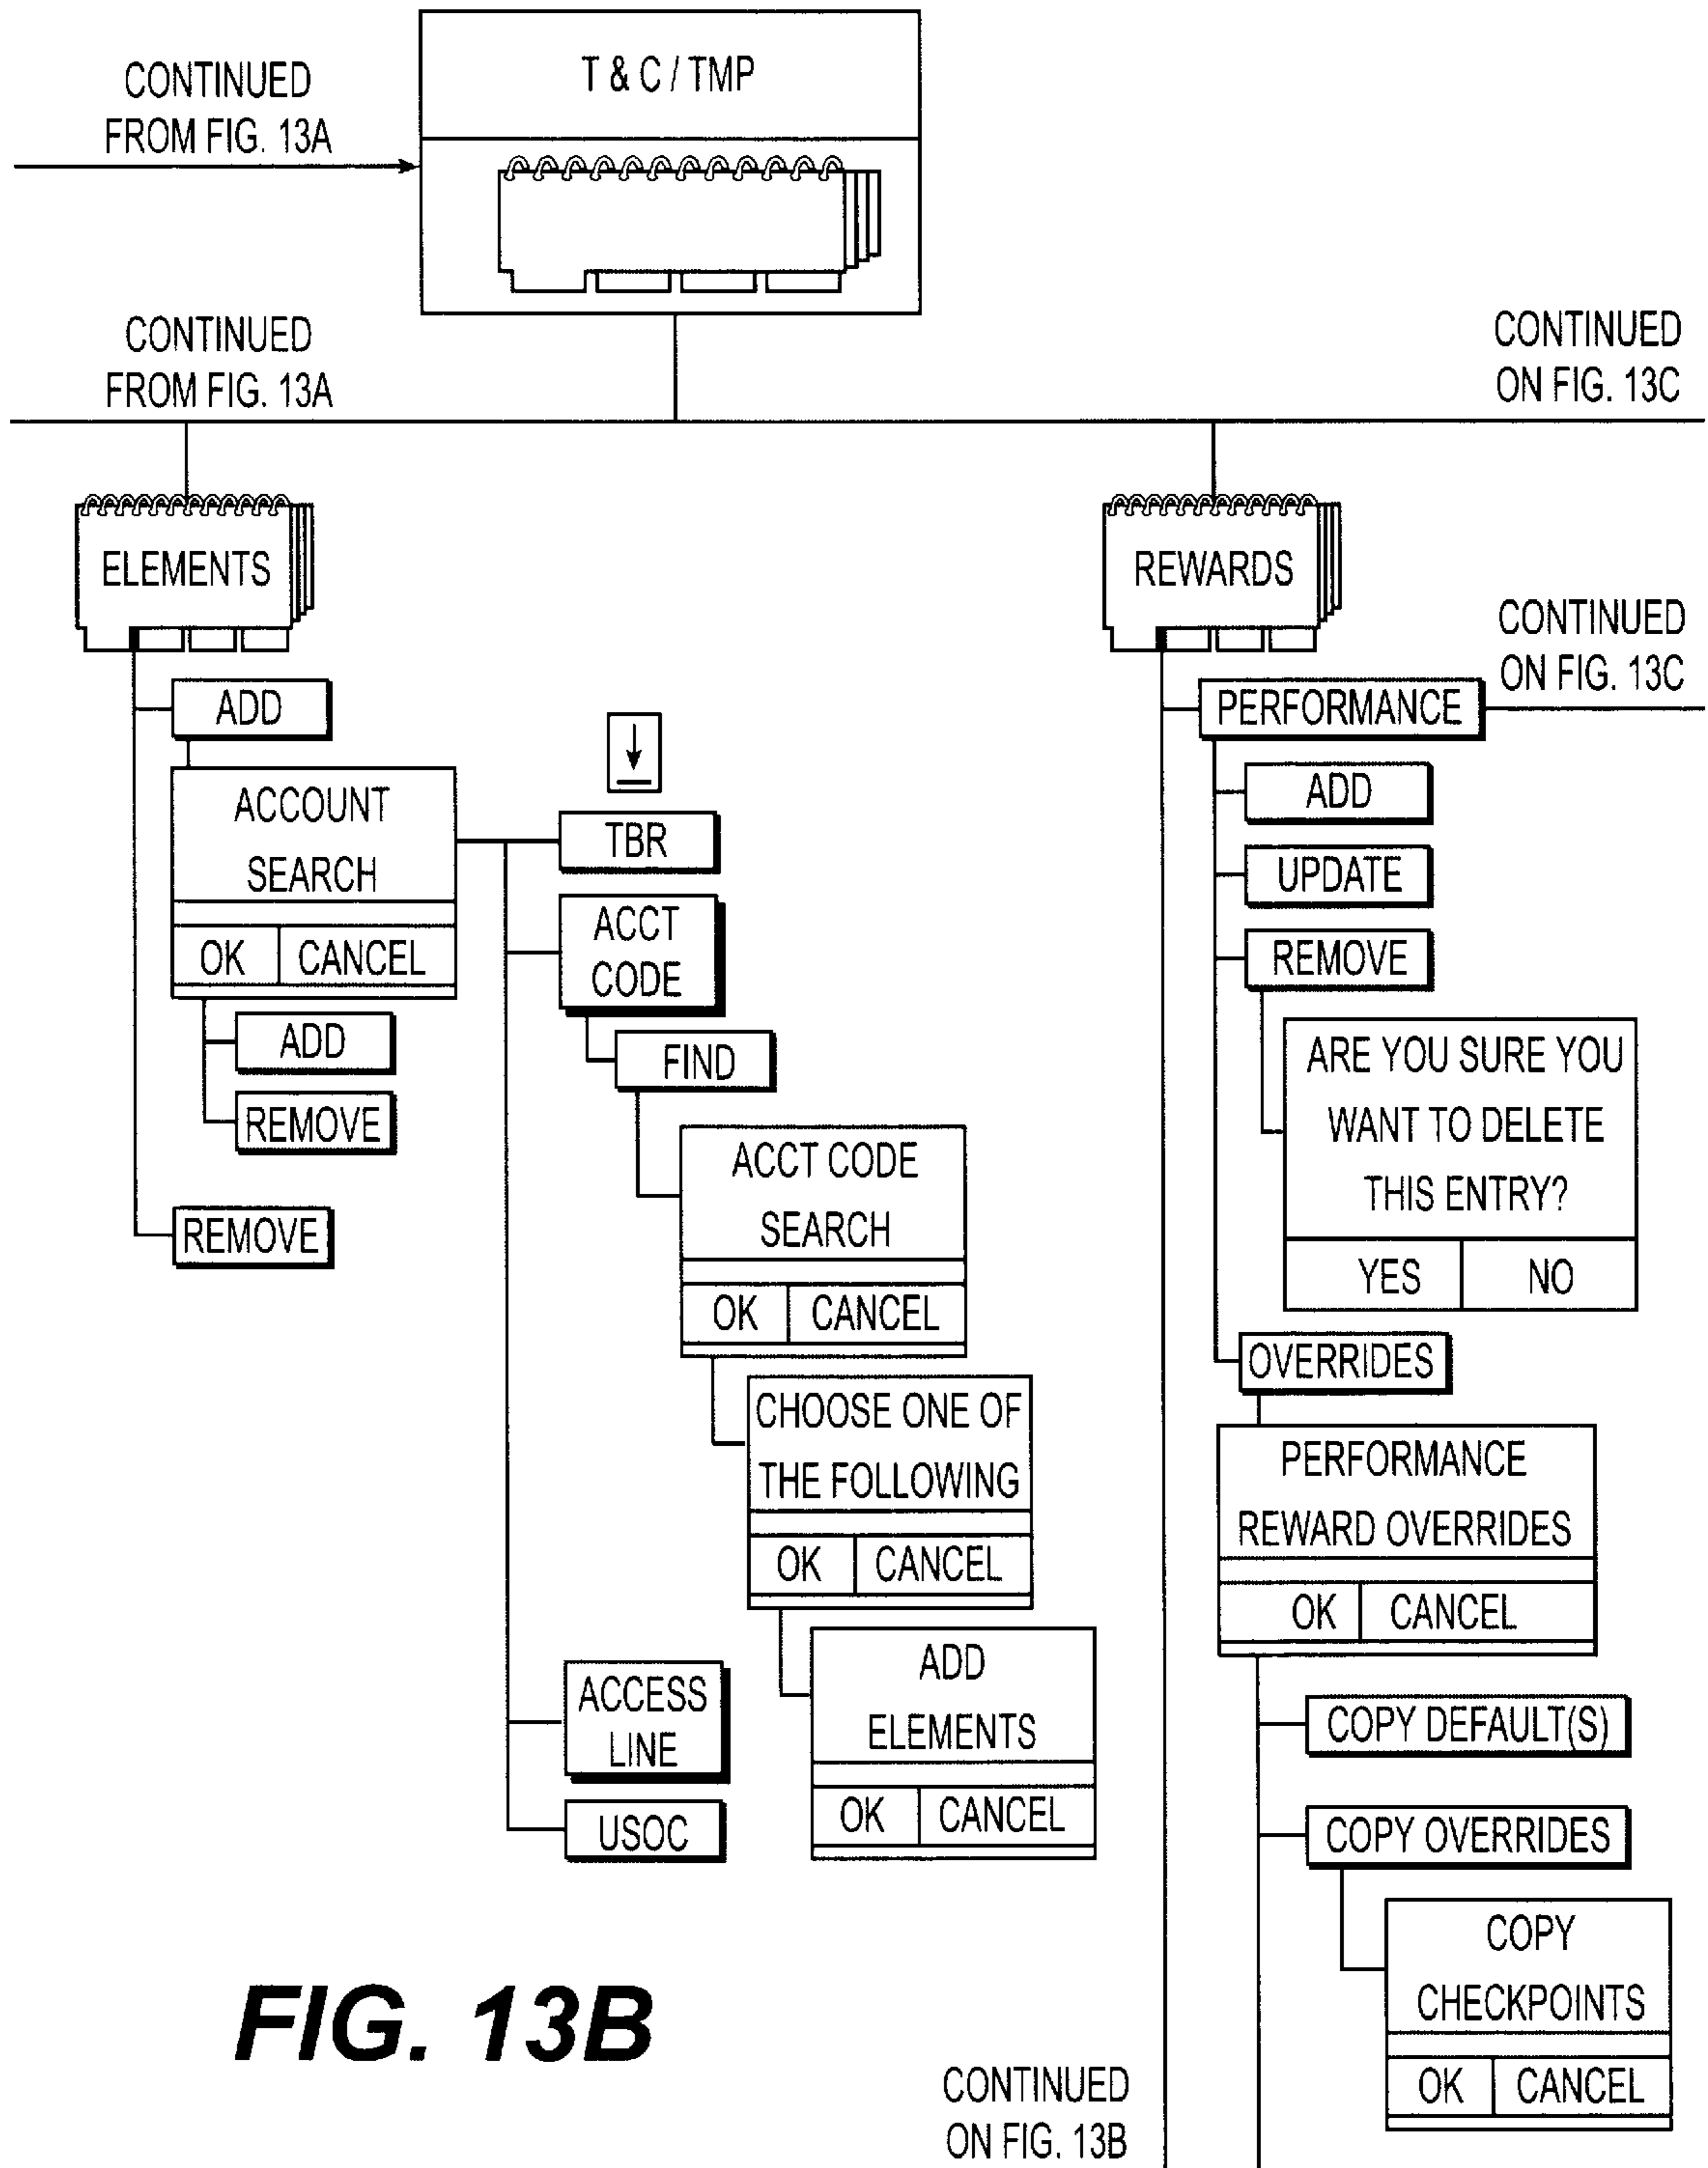 CONTINUED
FROM FIG. 13A
T & C / TMP
CONTINUED
FROM FIG. 13A
CONTINUED
ON FIG. 13C
ELEMENTS
ADD
ACCOUNT
SEARCH
OK CANCEL
ADD
REMOVE
REMOVE
TBR
ACCT
CODE
FIND
ACCT CODE
SEARCH
OK CANCEL
CHOOSE ONE OF
THE FOLLOWING
OK CANCEL
ADD
ELEMENTS
OK CANCEL
ACCESS
LINE
USOC
REWARDS
CONTINUED
ON FIG. 13C
PERFORMANCE
ADD
UPDATE
REMOVE
ARE YOU SURE YOU
WANT TO DELETE
THIS ENTRY?
YES NO
OVERRIDES
PERFORMANCE
REWARD OVERRIDES
OK CANCEL
COPY DEFAULT(S)
COPY OVERRIDES
COPY
CHECKPOINTS
OK CANCEL
CONTINUED
ON FIG. 13B
FIG. 13B